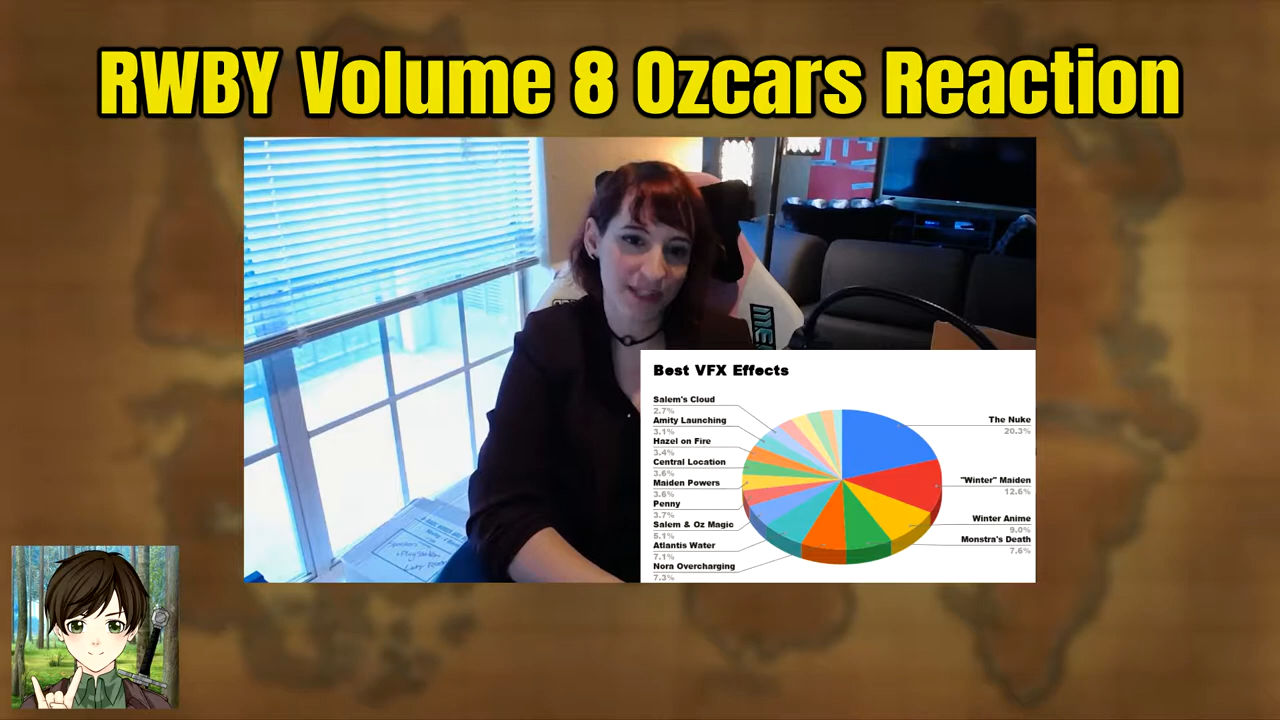 RWBY Volume 8 Ozcars Reaction
Best VFX Effects
Salem's Cloud
2.7%
Amity Launching
3.1%
Hazel on Fire
3.4%
Central Location
3.6%
Maiden Powers
3.6%
Penny
3.7%
Salem & Oz Magic
5.1%
Atlantis Water
7.1%
Nora Overcharging
7.3%
The Nuke
20.3%
"Winter" Maiden
12.6%
Winter Anime
9.0%
Monstra's Death
7.6%